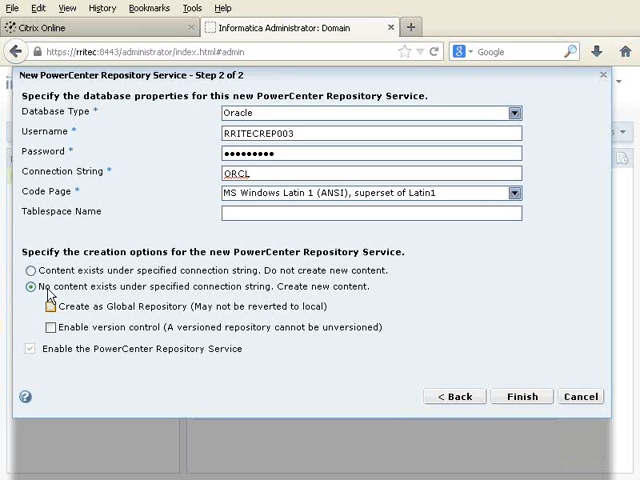 File Edit View History Bookmarks Tools Help
Citrix Online
Informatica Administrator: Domain
https://rritec:8443/administrator/index.html#admin
Google
New PowerCenter Repository Service - Step 2 of 2
Specify the database properties for this new PowerCenter Repository Service.
Database Type * Oracle
Username * RRITECREP003
Password * ●●●●●●●●●
Connection String * ORCL
Code Page * MS Windows Latin 1 (ANSI), superset of Latin1
Tablespace Name
Specify the creation options for the new PowerCenter Repository Service.
Content exists under specified connection string. Do not create new content.
No content exists under specified connection string. Create new content.
Create as Global Repository (May not be reverted to local)
Enable version control (A versioned repository cannot be unversioned)
Enable the PowerCenter Repository Service
< Back Finish Cancel